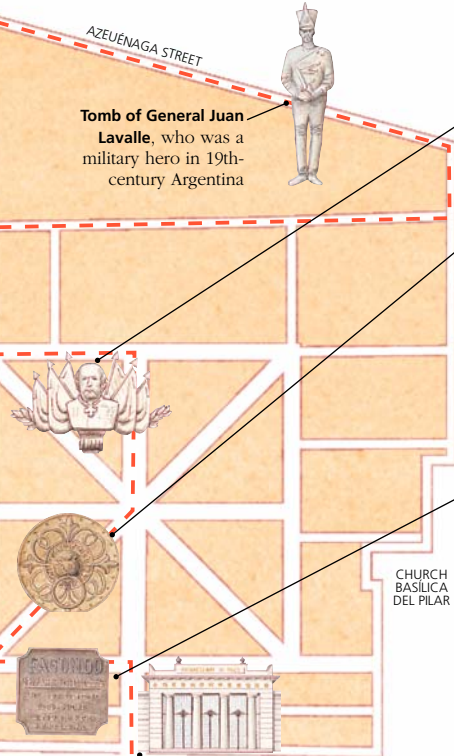 AZEUÉNAGA STREET
Tomb of General Juan
Lavalle, who was a
military hero in 19th-
century Argentina
CHURCH
BASÍLICA
DEL PILAR
FACUNDO